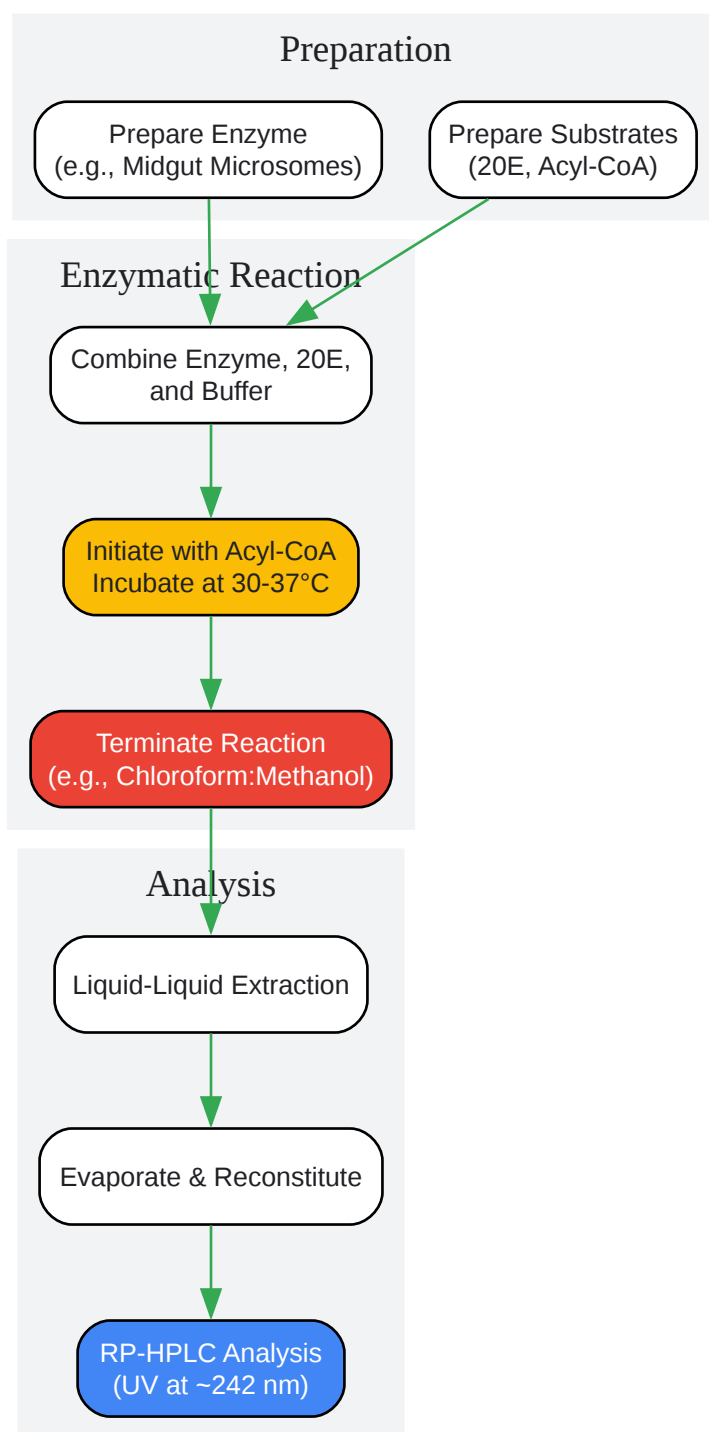 Preparation
Prepare Enzyme
(e.g., Midgut Microsomes)
Prepare Substrates
(20E, Acyl-CoA)
Enzymatic Reaction
Combine Enzyme, 20E,
and Buffer
Initiate with Acyl-CoA
Incubate at 30-37°C
Terminate Reaction
(e.g., Chloroform:Methanol)
Analysis
Liquid-Liquid Extraction
Evaporate & Reconstitute
RP-HPLC Analysis
(UV at ~242 nm)